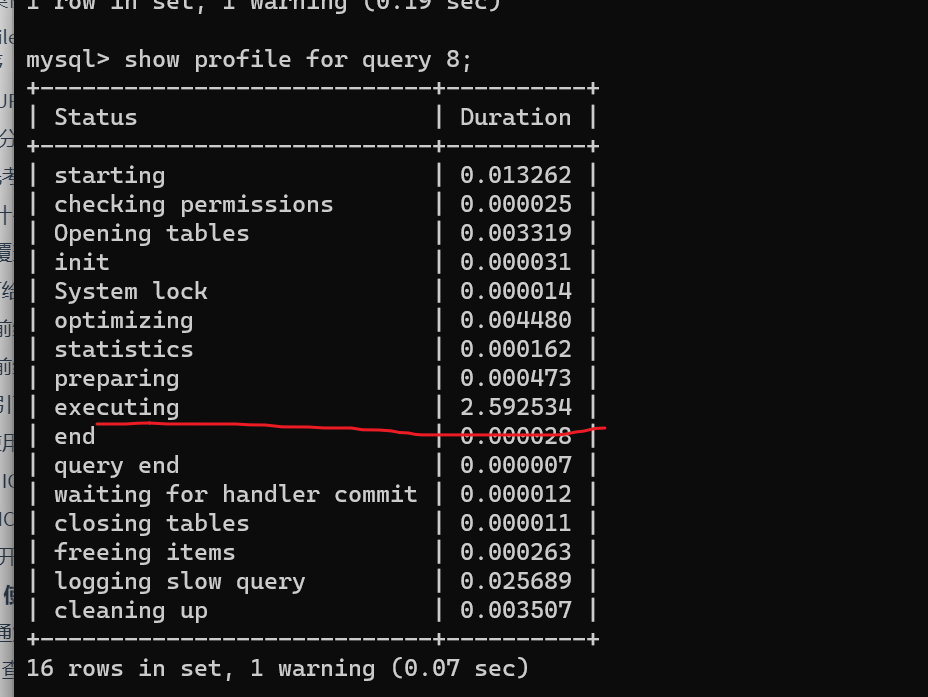 1 row in set, 1 warning (0.19 sec)
mysql> show profile for query 8;
+----------------------------+----------+
| Status                     | Duration |
+----------------------------+----------+
| starting                   | 0.013262 |
| checking permissions       | 0.000025 |
| Opening tables             | 0.003319 |
| init                       | 0.000031 |
| System lock                | 0.000014 |
| optimizing                 | 0.004480 |
| statistics                 | 0.000162 |
| preparing                  | 0.000473 |
| executing                  | 2.592534 |
| end                        | 0.000028 |
| query end                  | 0.000007 |
| waiting for handler commit | 0.000012 |
| closing tables             | 0.000011 |
| freeing items              | 0.000263 |
| logging slow query         | 0.025689 |
| cleaning up                | 0.003507 |
+----------------------------+----------+
16 rows in set, 1 warning (0.07 sec)